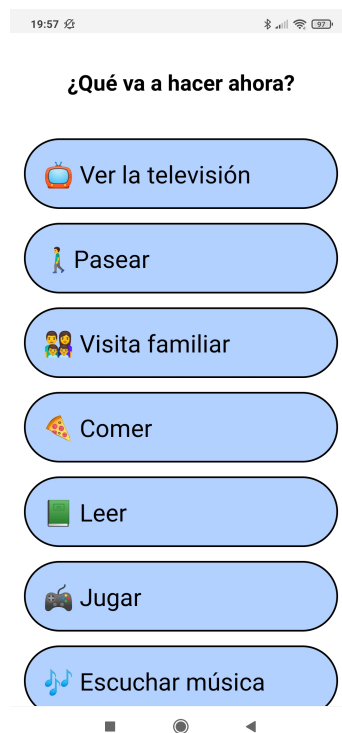 19:57
97
¿Qué va a hacer ahora?
Ver la televisión
Pasear
Visita familiar
Comer
Leer
Jugar
Escuchar música